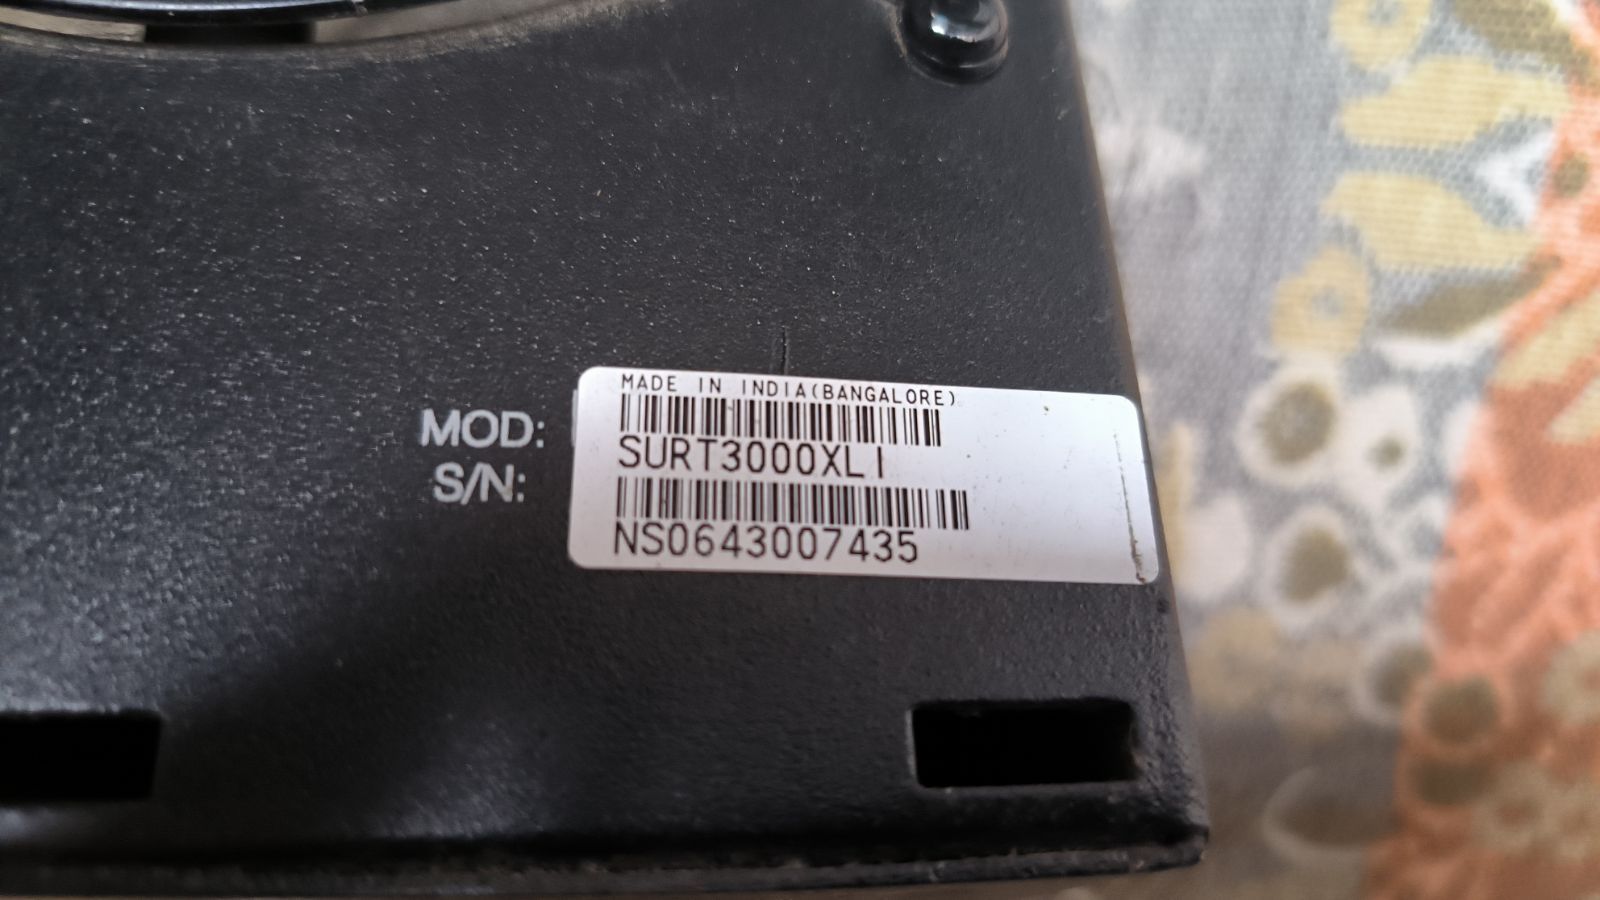 MADE IN INDIA(BANGALORE)
MOD: SURT3000XLI
S/N: NS0643007435